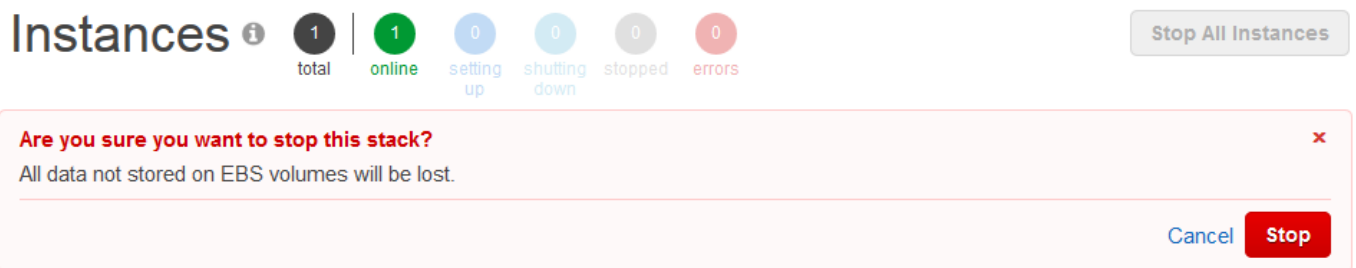 Instances i 1 1 0 0 0 0 Stop All Instances
total online setting shutting stopped errors
up down
Are you sure you want to stop this stack? x
All data not stored on EBS volumes will be lost.
Cancel Stop